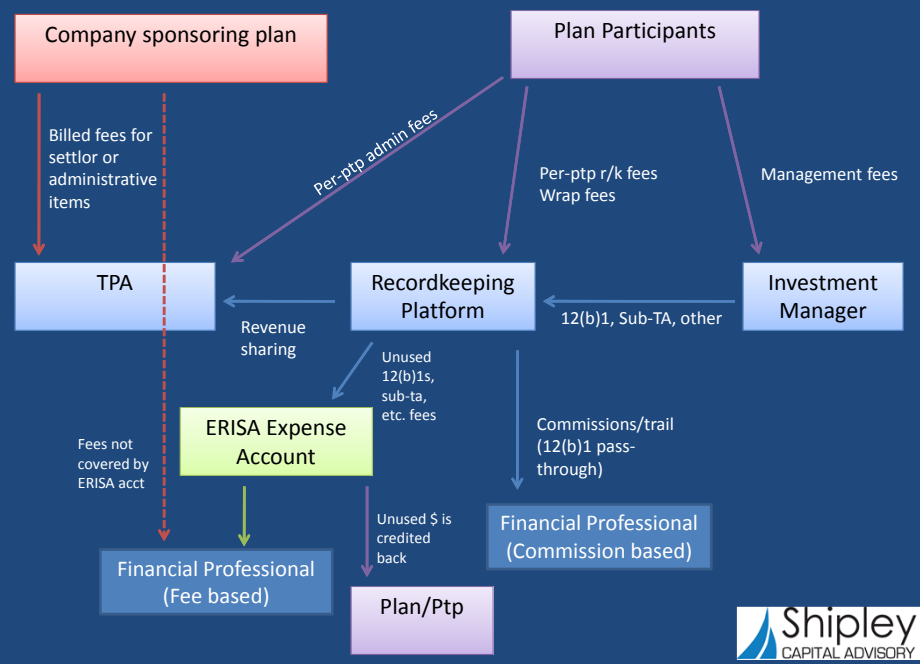 Company sponsoring plan
Plan Participants
Billed fees for
settlor or
administrative
items
Per-ptp admin fees
Per-ptp r/k fees
Wrap fees
Management fees
TPA
Recordkeeping
Platform
Investment
Manager
Revenue
sharing
12(b)1, Sub-TA, other
Unused
12(b)1s,
sub-ta,
etc. fees
ERISA Expense
Account
Commissions/trail
(12(b)1 pass-
through)
Fees not
covered by
ERISA acct
Unused $ is
credited
back
Financial Professional
(Commission based)
Financial Professional
(Fee based)
Plan/Ptp
Shipley
CAPITAL ADVISORY